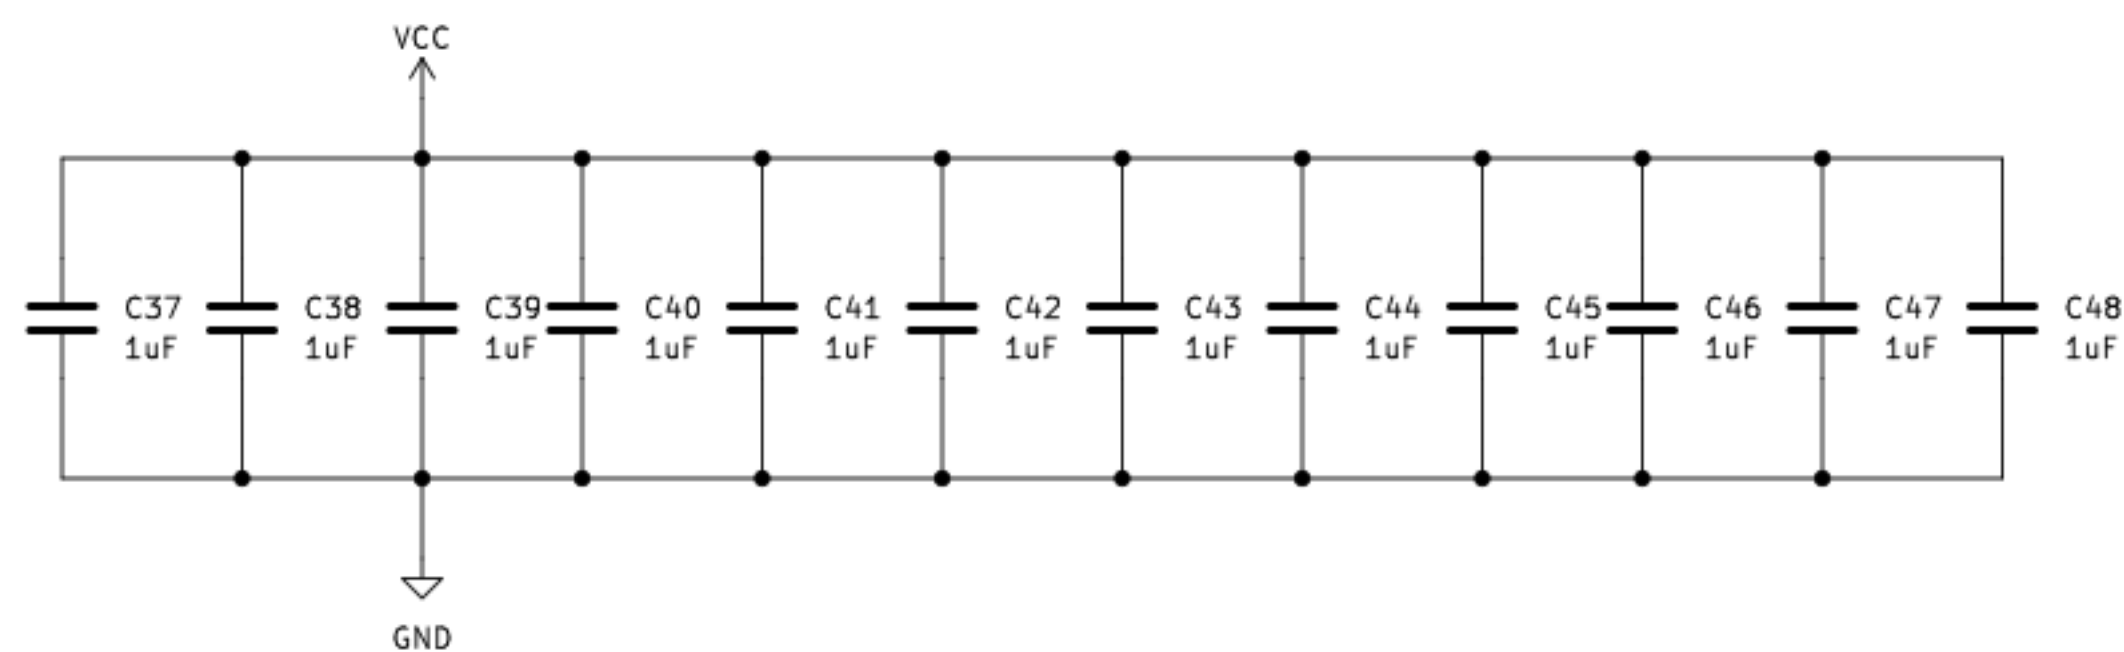 VCC
C37 C38 C39 C40 C41 C42 C43 C44 C45 C46 C47 C48
1uF 1uF 1uF 1uF 1uF 1uF 1uF 1uF 1uF 1uF 1uF 1uF
GND